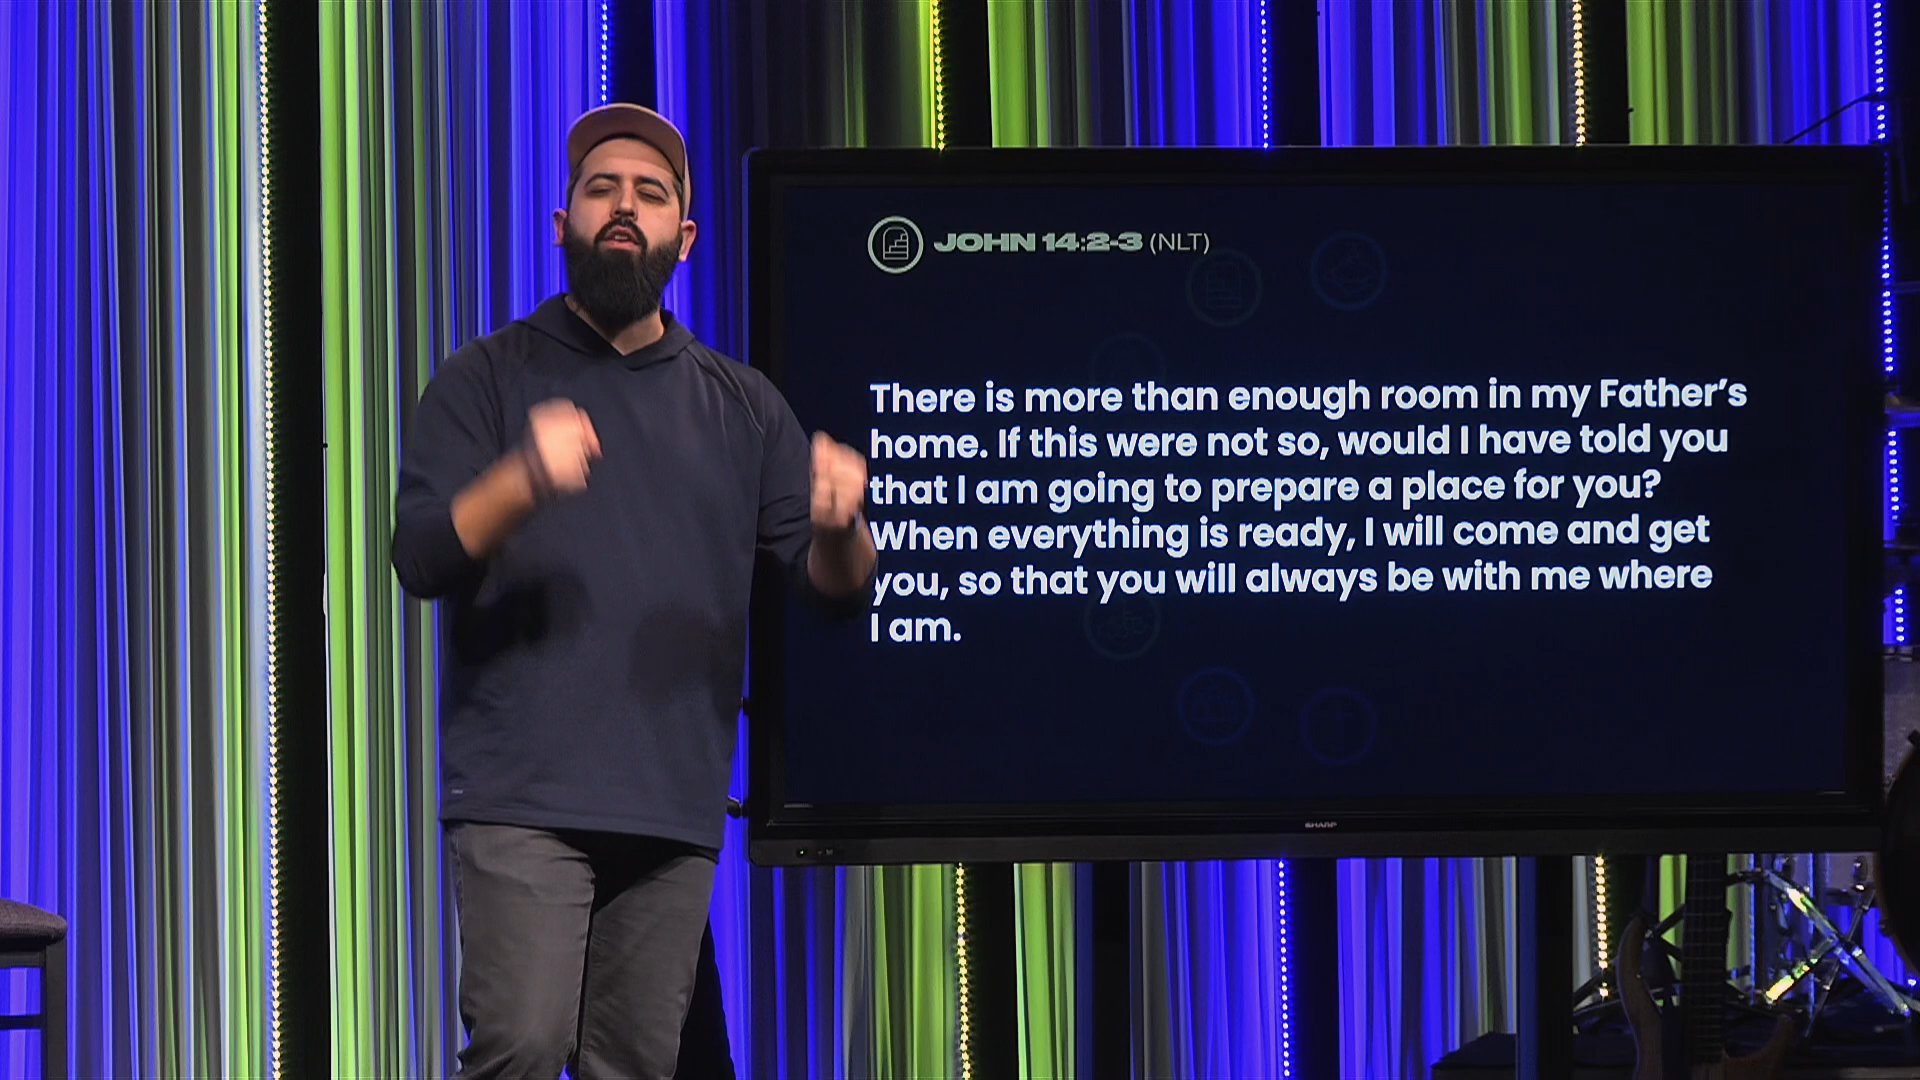 JOHN 14:2-3 (NLT)
There is more than enough room in my Father's
home. If this were not so, would I have told you
that I am going to prepare a place for you?
When everything is ready, I will come and get
you, so that you will always be with me where
I am.
SHARP